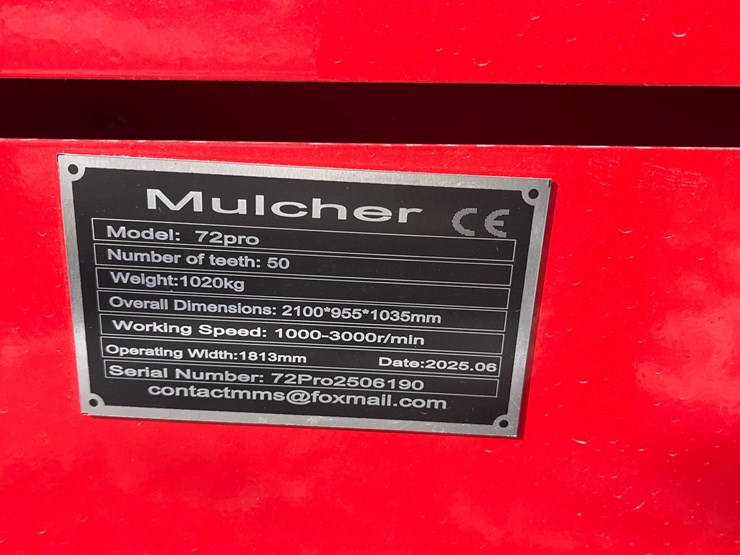 Mulcher CE
Model: 72pro
Number of teeth: 50
Weight:1020kg
Overall Dimensions: 2100*955*1035mm
Working Speed: 1000-3000r/min
Operating Width:1813mm Date:2025.06
Serial Number: 72Pro2506190
contactmms@foxmail.com